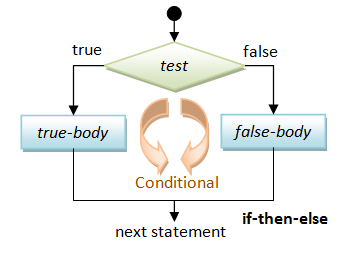 true
false
test
true-body
false-body
Conditional
if-then-else
next statement